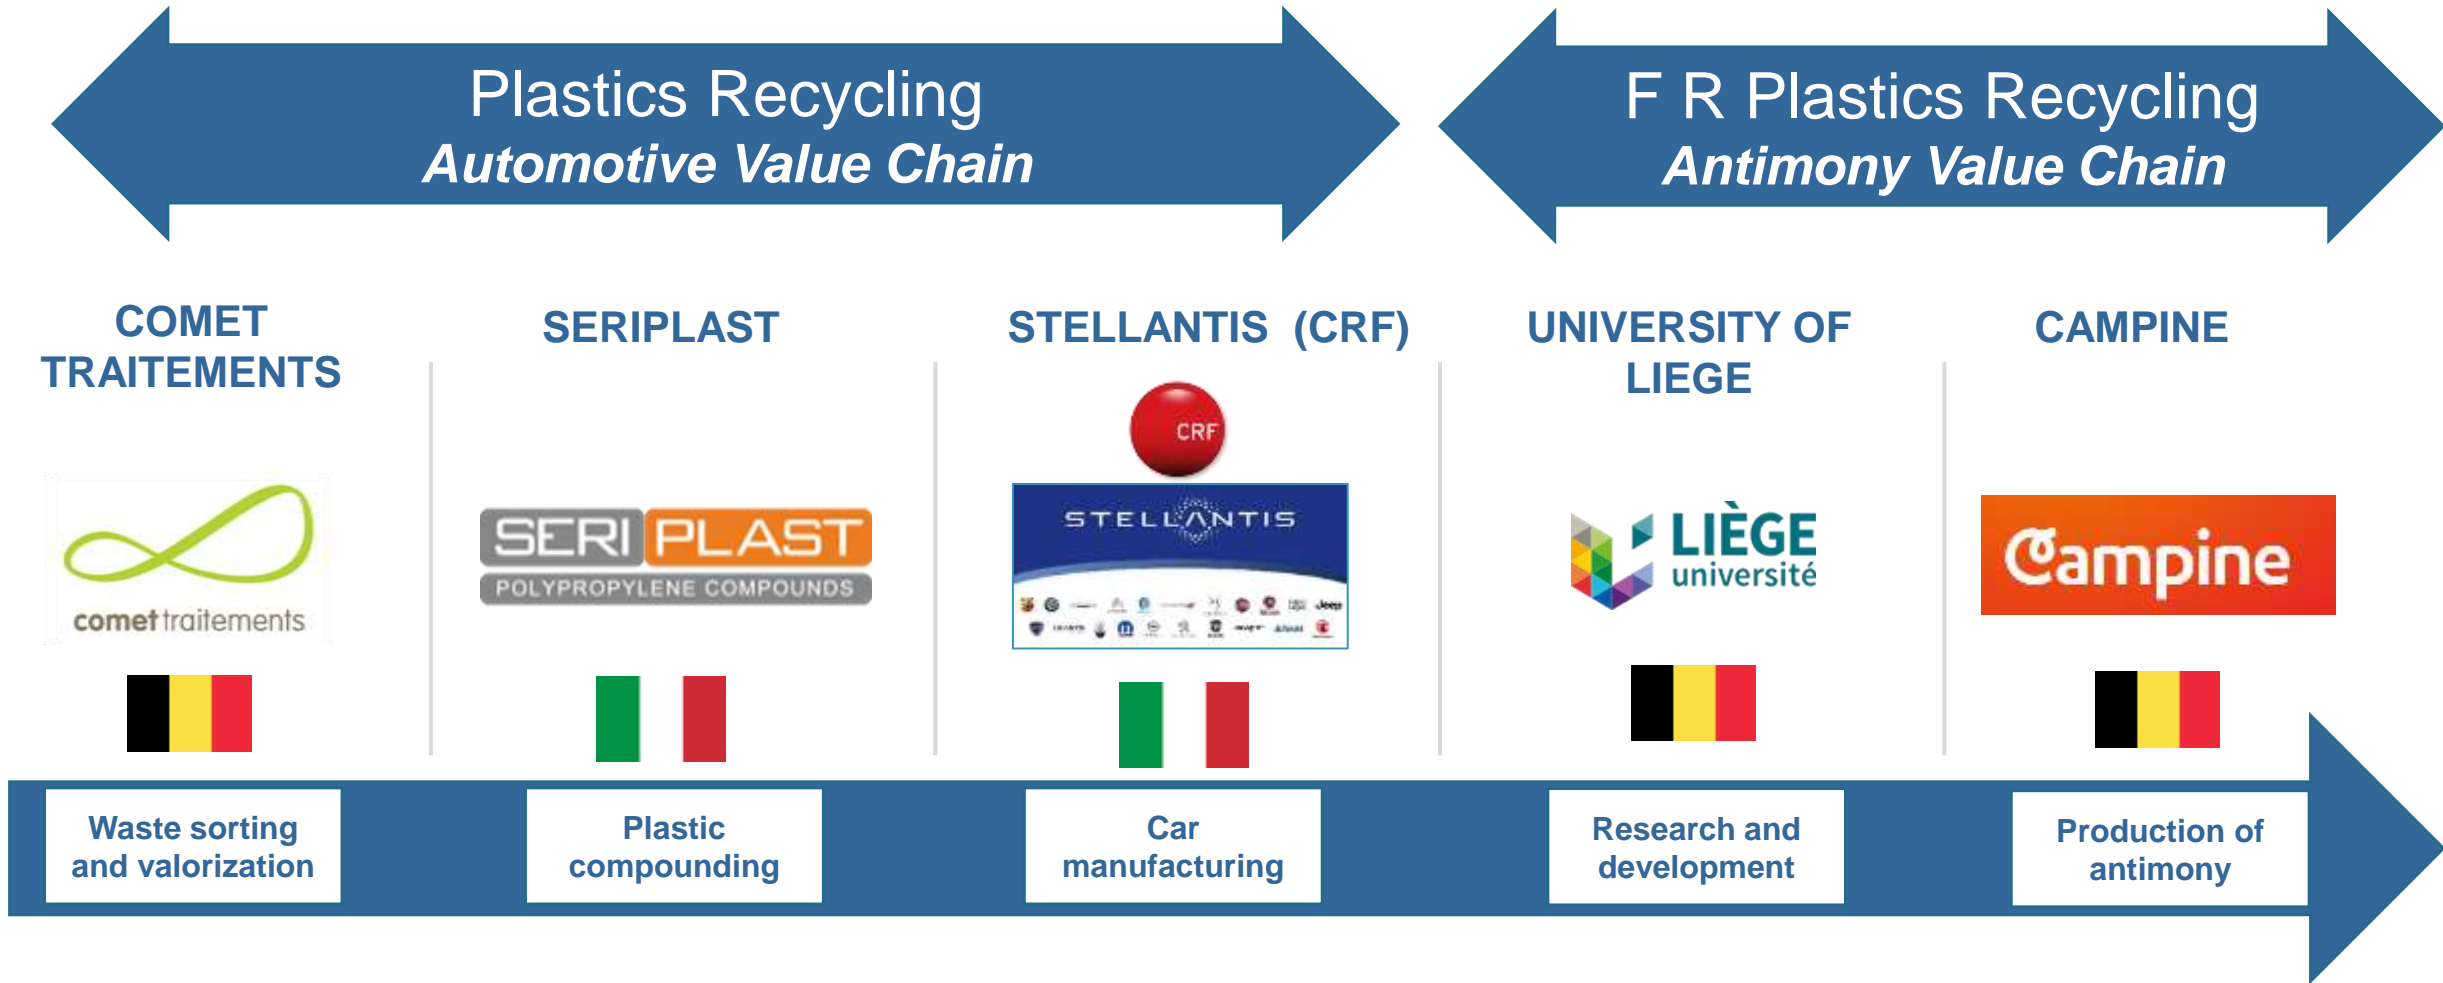 Plastics Recycling
Automotive Value Chain
F R Plastics Recycling
Antimony Value Chain
COMET
TRAITEMENTS
SERIPLAST
STELLANTIS (CRF)
UNIVERSITY OF
LIEGE
CAMPINE
comet traitements
SERI PLAST
POLYPROPYLENE COMPOUNDS
CRF
STELLANTIS
Jeep
LIÈGE
université
Campine
Waste sorting
and valorization
Plastic
compounding
Car
manufacturing
Research and
development
Production of
antimony